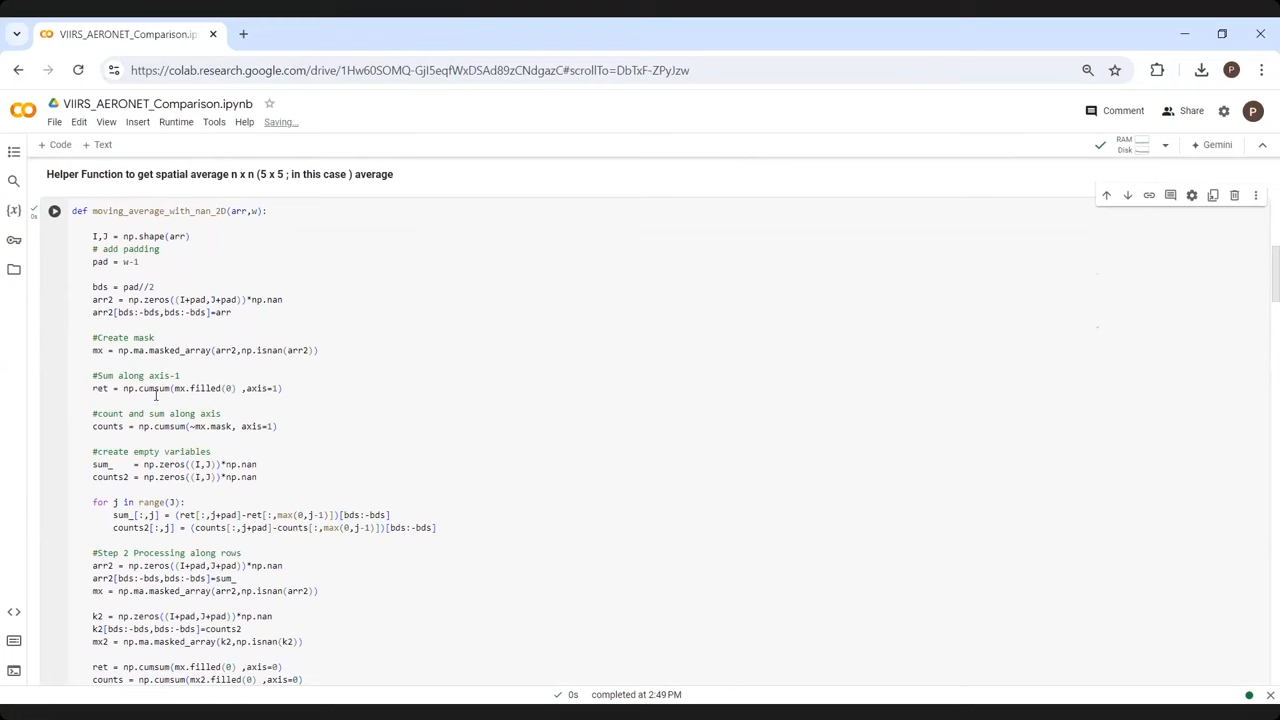 VIIRS_AERONET_Comparison.ip
https://colab.research.google.com/drive/1Hw60SOMQ-GjI5eqfWxDSAd89zCNdgazC#scrollTo=DbTxF-ZPyJzw
P
VIIRS_AERONET_Comparison.ipynb
Comment
Share
P
File Edit View Insert Runtime Tools Help Saving...
+ Code + Text
RAM
Disk
Gemini
Helper Function to get spatial average n x n (5 x 5 ; in this case ) average
{x}
0s
def moving_average_with_nan_2D(arr,w):
I,J = np.shape(arr)
# add padding
pad = w-1
bds = pad//2
arr2 = np.zeros((I+pad,J+pad))*np.nan
arr2[bds:-bds,bds:-bds]=arr
#Create mask
mx = np.ma.masked_array(arr2,np.isnan(arr2))
#Sum along axis-1
ret = np.cumsum(mx.filled(0) ,axis=1)
#count and sum along axis
counts = np.cumsum(~mx.mask, axis=1)
#create empty variables
sum_ = np.zeros((I,J))*np.nan
counts2 = np.zeros((I,J))*np.nan
for j in range(J):
sum_[:,j] = (ret[:,j+pad]-ret[:,max(0,j-1)])[bds:-bds]
counts2[:,j] = (counts[:,j+pad]-counts[:,max(0,j-1)])[bds:-bds]
#Step 2 Processing along rows
arr2 = np.zeros((I+pad,J+pad))*np.nan
arr2[bds:-bds,bds:-bds]=sum_
mx = np.ma.masked_array(arr2,np.isnan(arr2))
k2 = np.zeros((I+pad,J+pad))*np.nan
k2[bds:-bds,bds:-bds]=counts2
mx2 = np.ma.masked_array(k2,np.isnan(k2))
ret = np.cumsum(mx.filled(0) ,axis=0)
counts = np.cumsum(mx2.filled(0) ,axis=0)
0s completed at 2:49 PM